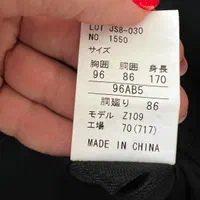 LOT JS8-030
NO 1550
サイズ
胸囲 胴囲 身長
96 86 170
96AB5
胴廻り 86
モデル Z109
工場 70(717)
MADE IN CHINA